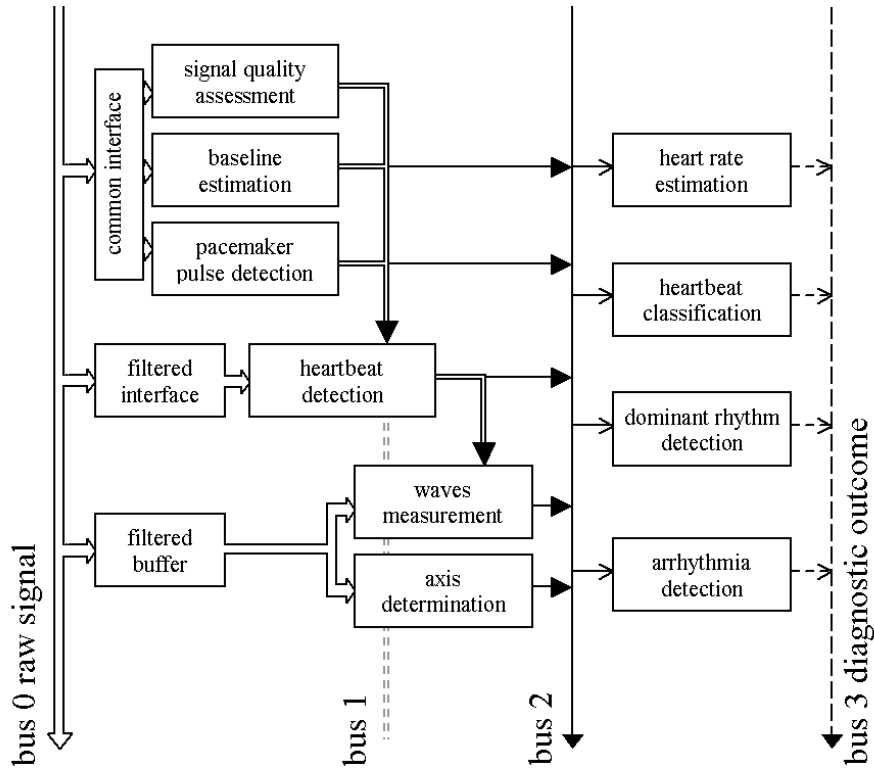 signal quality
assessment
common interface
baseline
estimation
heart rate
estimation
pacemaker
pulse detection
heartbeat
classification
filtered
interface
heartbeat
detection
dominant rhythm
detection
waves
measurement
filtered
buffer
axis
determination
arrhythmia
detection
bus 0 raw signal
bus 1
bus 2
bus 3 diagnostic outcome